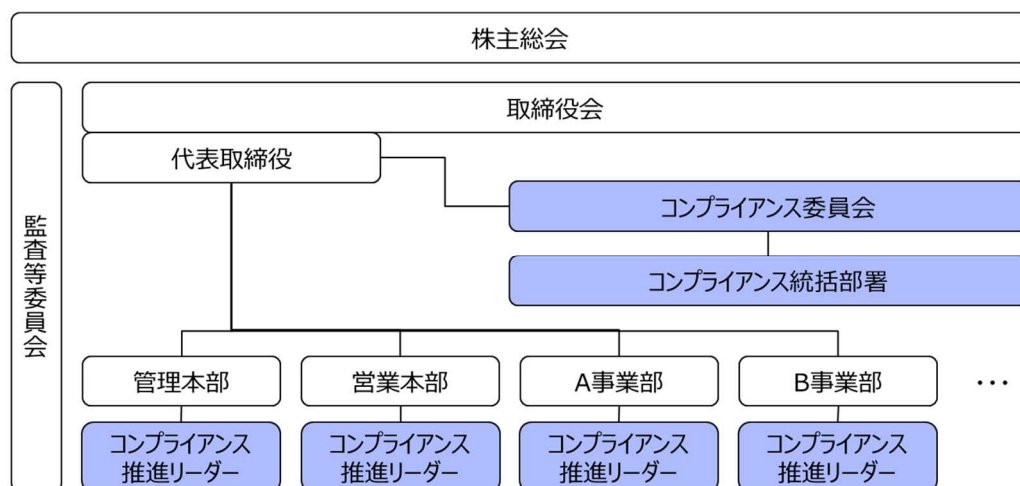 株主総会
監査等委員会
取締役会
代表取締役
コンプライアンス委員会
コンプライアンス統括部署
管理本部
営業本部
A事業部
B事業部
…
コンプライアンス
推進リーダー
コンプライアンス
推進リーダー
コンプライアンス
推進リーダー
コンプライアンス
推進リーダー